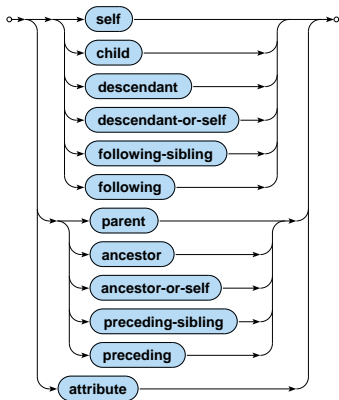 self
child
descendant
descendant-or-self
following-sibling
following
parent
ancestor
ancestor-or-self
preceding-sibling
preceding
attribute